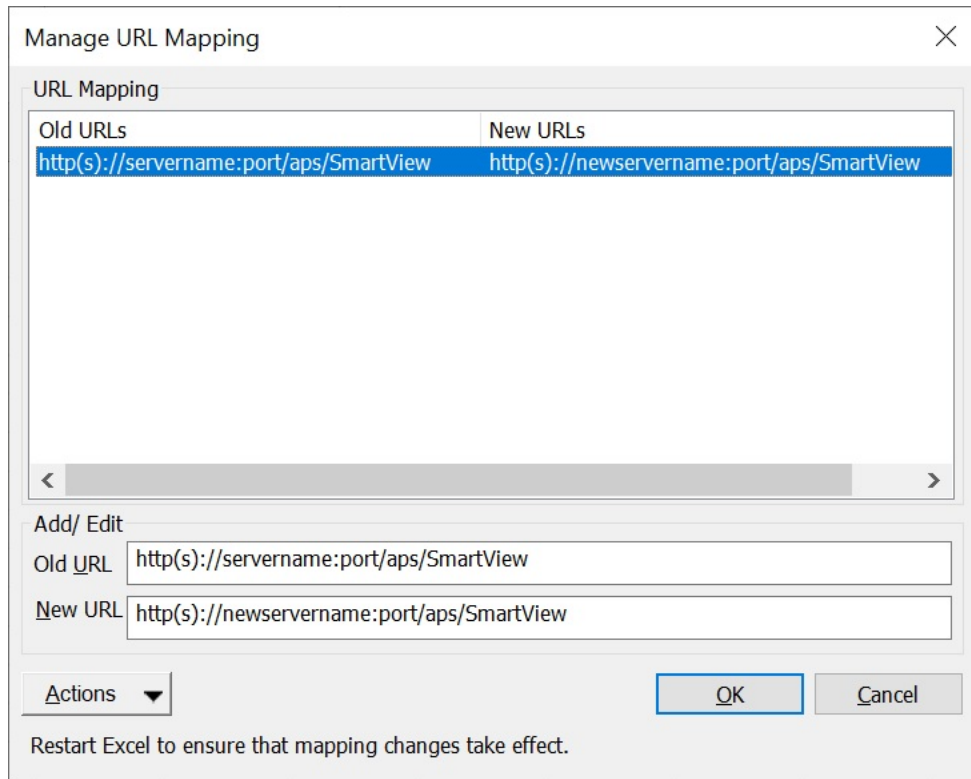 Manage URL Mapping
URL Mapping
Old URLs New URLs
http(s)://servername:port/aps/SmartView http(s)://newservername:port/aps/SmartView
Add/ Edit
Old URL http(s)://servername:port/aps/SmartView
New URL http(s)://newservername:port/aps/SmartView
Actions OK Cancel
Restart Excel to ensure that mapping changes take effect.